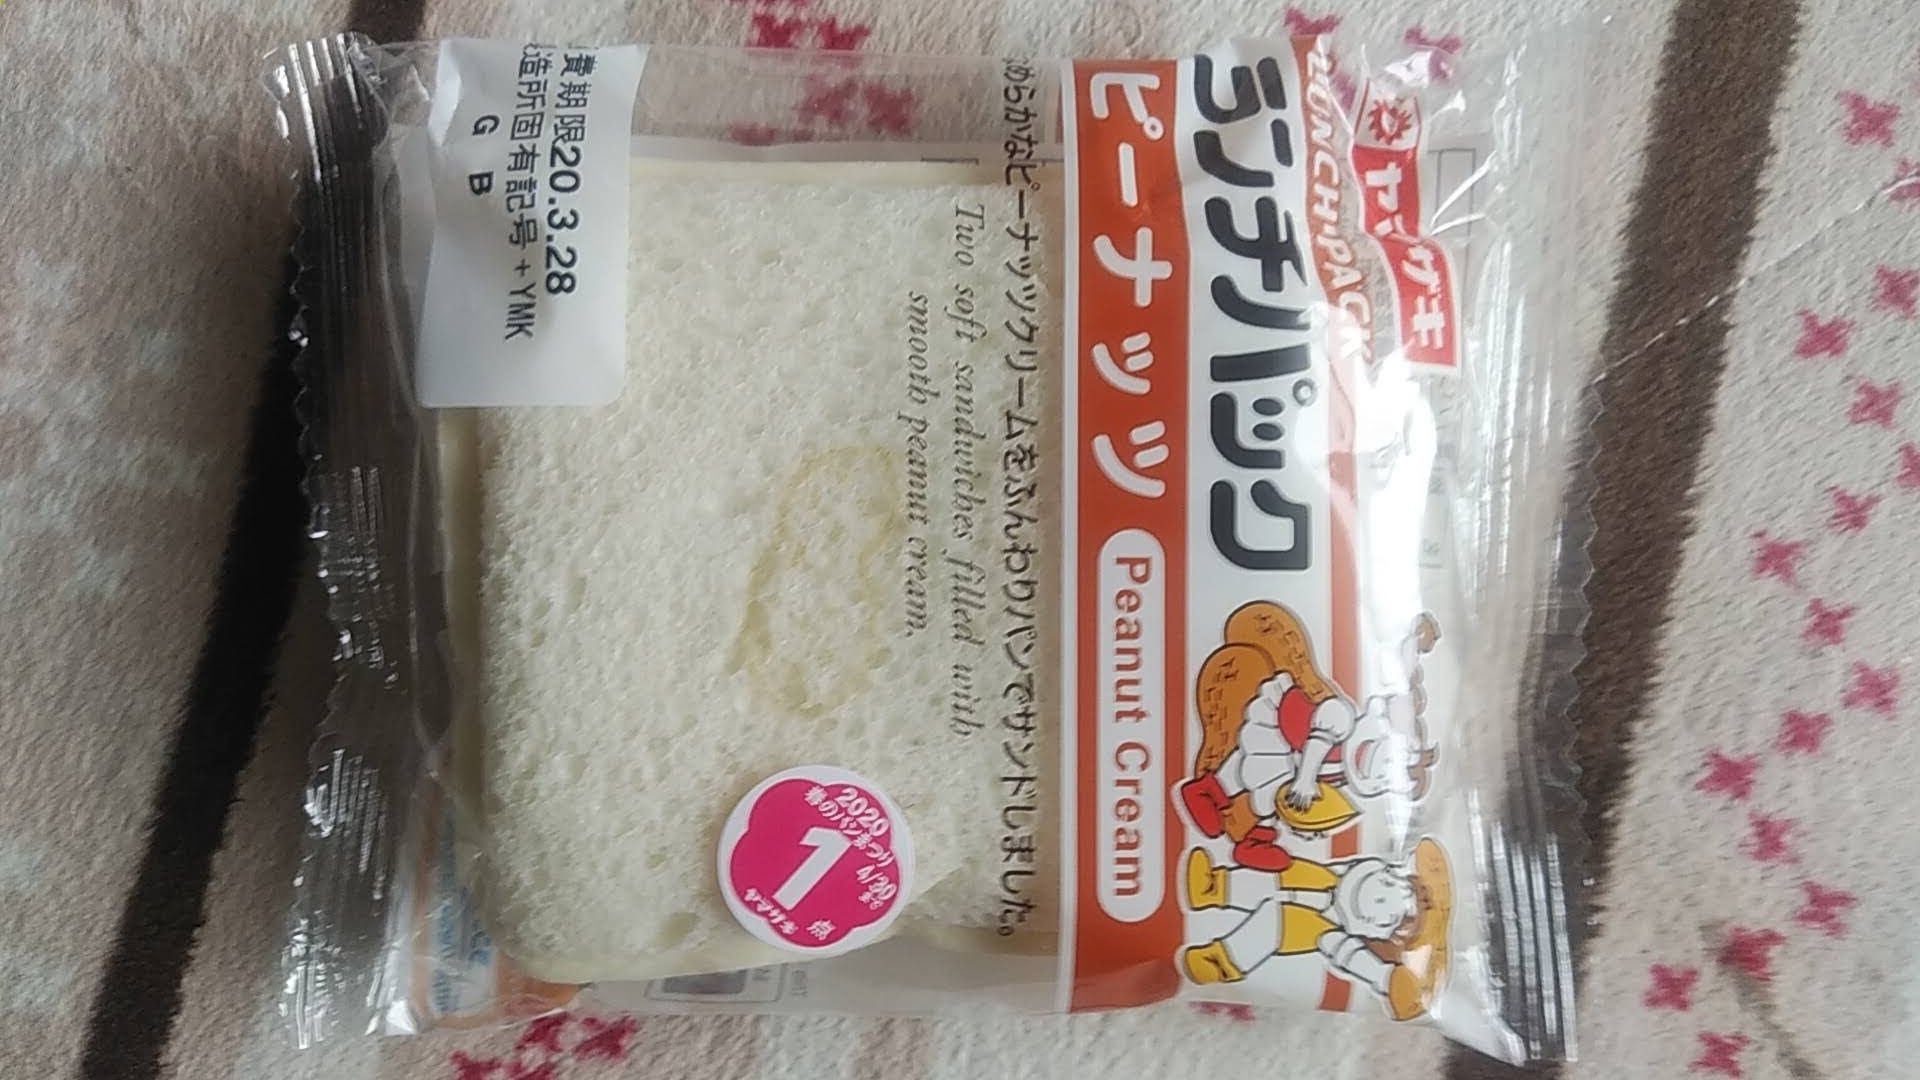 ヤマザキ
LUNCH PACK
ランチパック
ピーナッツ Peanut Cream
めらかなピーナッツクリームをふんわりパンでサンドしました。
Two soft sandwiches filled with
smooth peanut cream.
費期限20.3.28
造所固有記号+YMK
G B
2020
春のパンまつり
4/30
まで
1
点
ヤマザキ